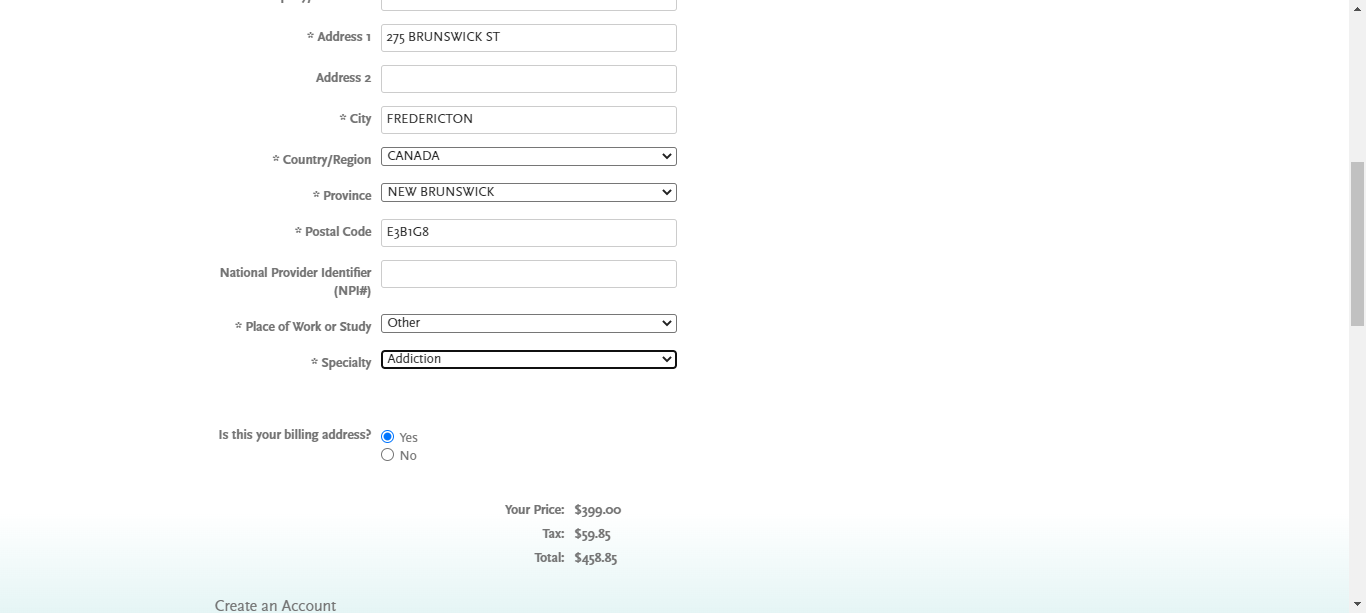 * Address 1 275 BRUNSWICK ST
Address 2
* City FREDERICTON
* Country/Region CANADA
* Province NEW BRUNSWICK
* Postal Code E3B1G8
National Provider Identifier
(NPI#)
* Place of Work or Study Other
* Specialty Addiction
Is this your billing address? Yes
No
Your Price: $399.00
Tax: $59.85
Total: $458.85
Create an Account